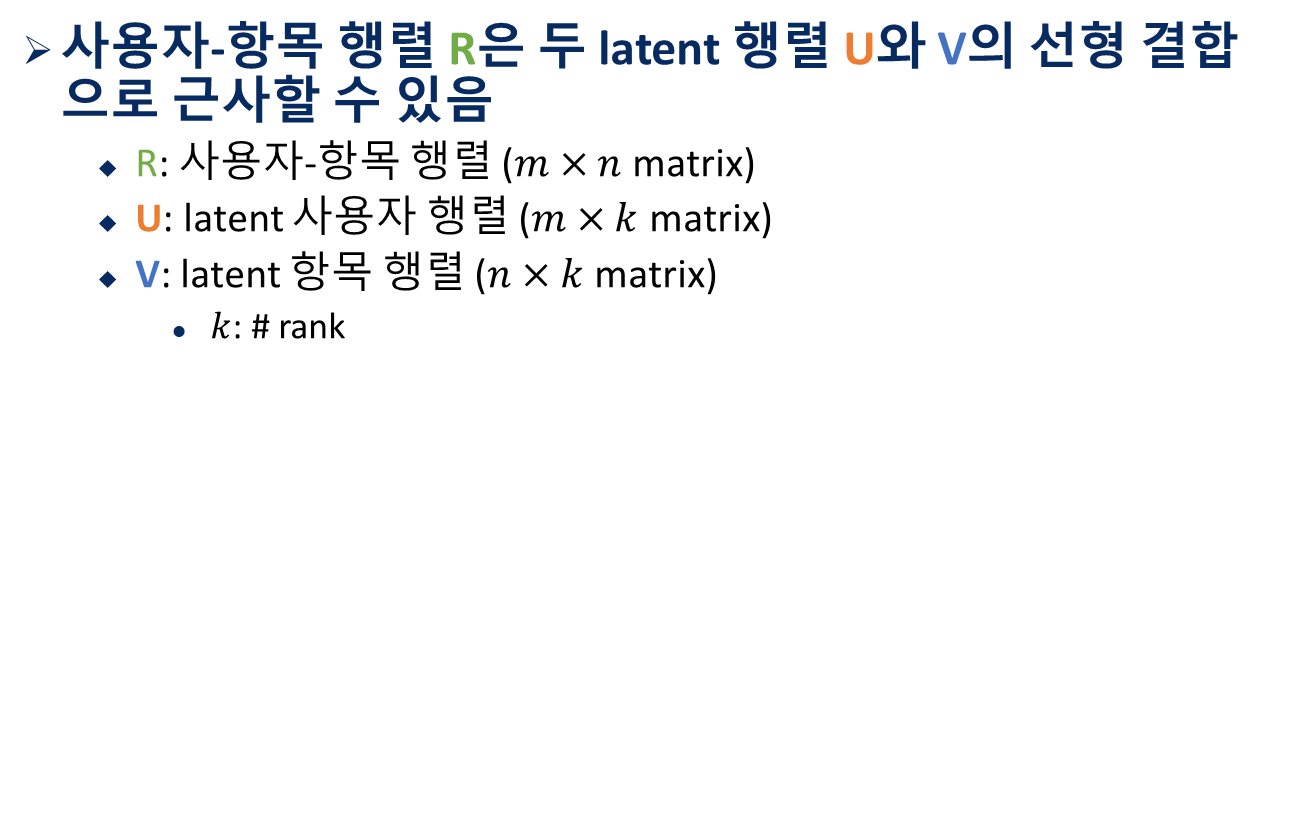 ➢ 사용자-항목 행렬 R은 두 latent 행렬 U와 V의 선형 결합
으로 근사할 수 있음
◆ R: 사용자-항목 행렬 (𝑚 × 𝑛 matrix)
◆ U: latent 사용자 행렬 (𝑚 × 𝑘 matrix)
◆ V: latent 항목 행렬 (𝑛 × 𝑘 matrix)
• 𝑘: # rank